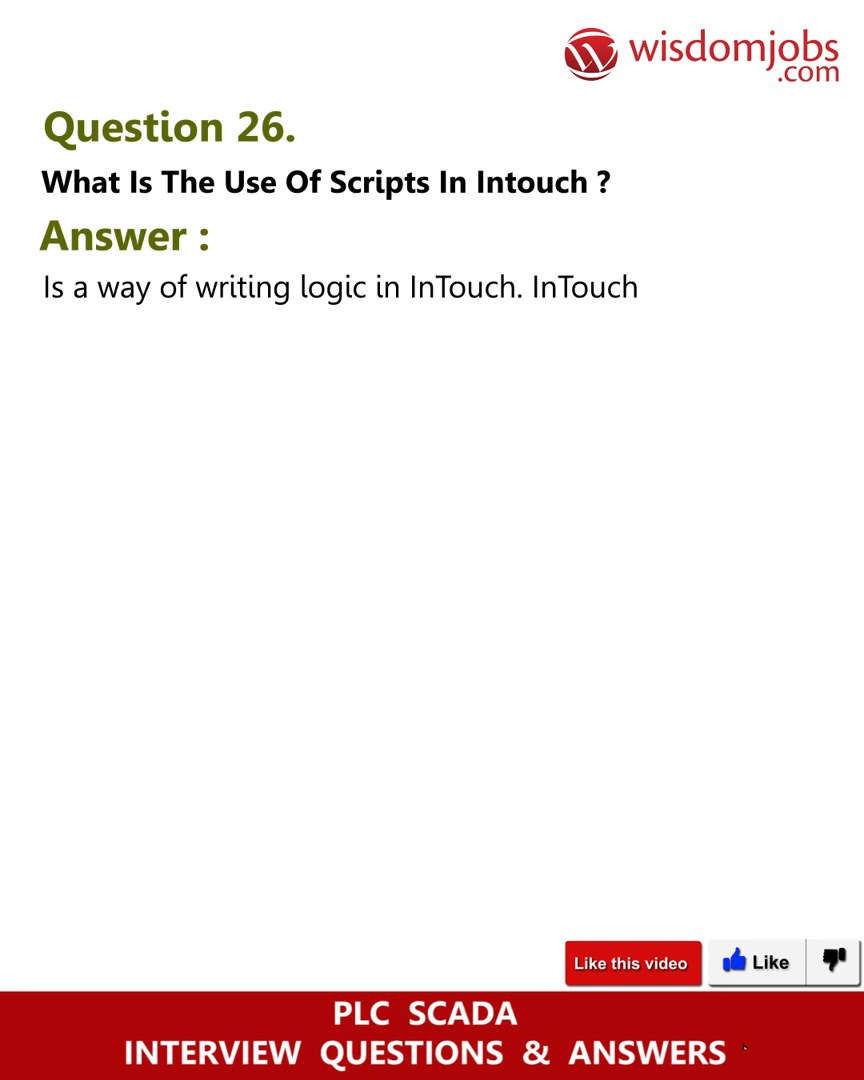 wisdomjobs
.com
Question 26.
What Is The Use Of Scripts In Intouch ?
Answer :
Is a way of writing logic in InTouch. InTouch
Like this video
Like
PLC SCADA
INTERVIEW QUESTIONS & ANSWERS